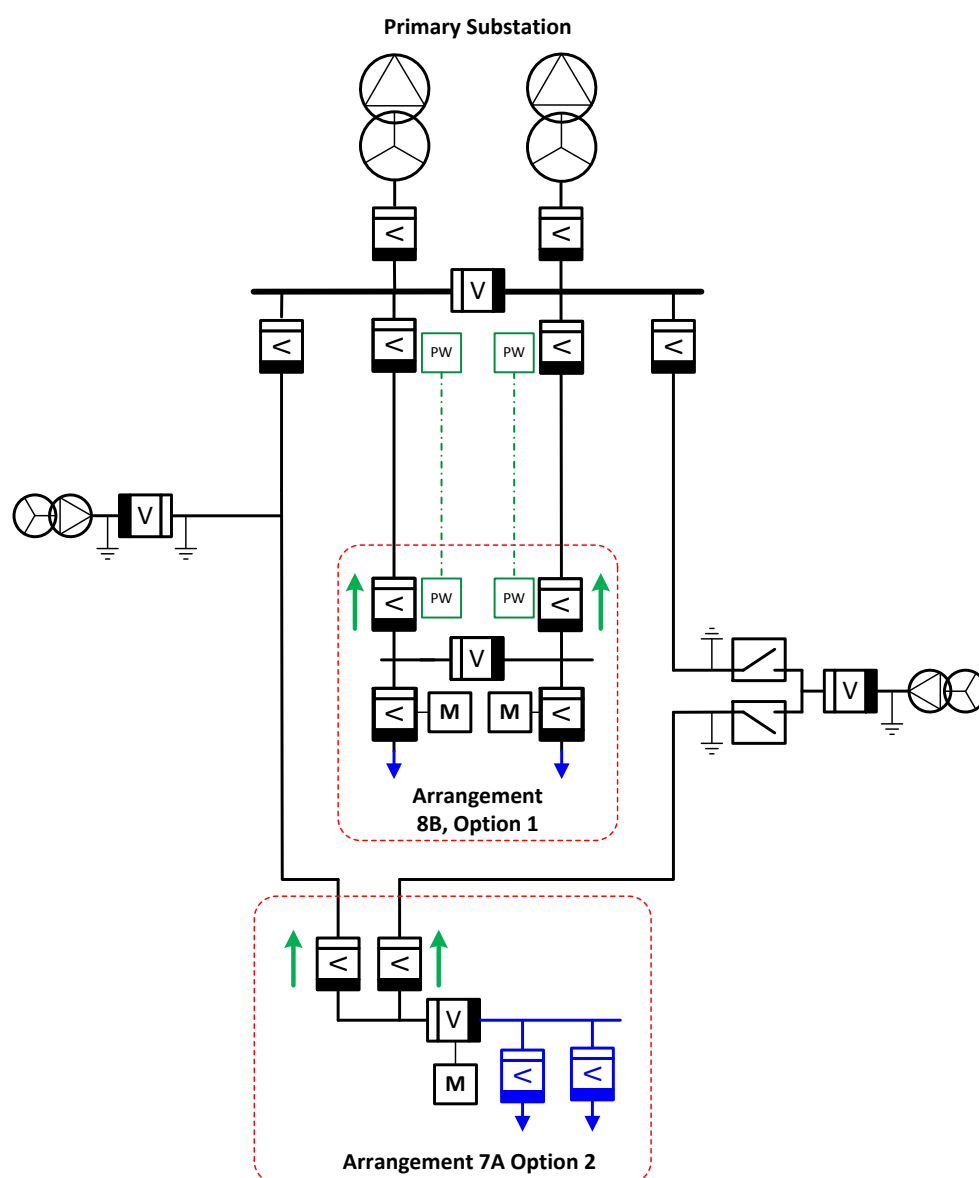 Primary Substation
V
V
V
V
V
PW
PW
V
V
V
V
PW
PW
V
V
V
V
M
M
V
Arrangement
8B, Option 1
V
V
V
V
V
M
Arrangement 7A Option 2